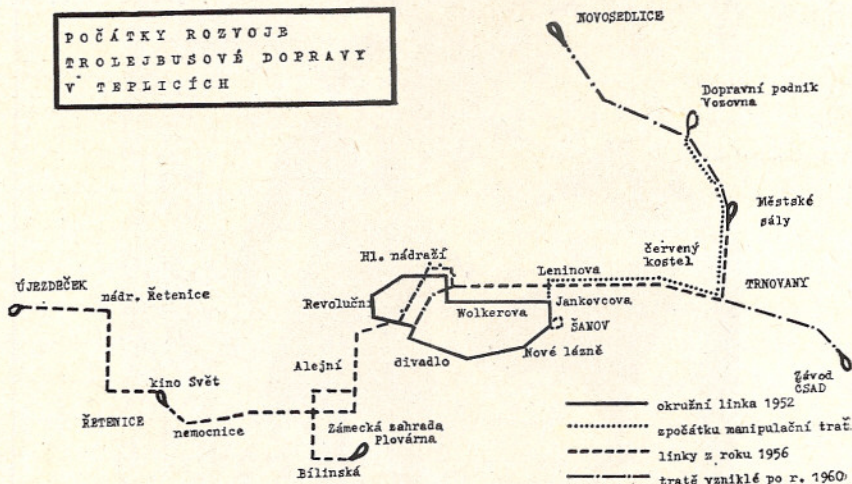 POČÁTKY ROZVOJE
TROLEJBUSOVÉ DOPRAVY
V TEPLICÍCH
NOVOSEDLICE
Dopravní podnik
Vozovna
Městské
sály
červený
kostel
TRNOVANY
Hl. nádraží
Leninova
ÚJEZDEČEK
nádr. Řetenice
Revoluční
Wolkerova
Jankovcova
ŠANOV
Nové lázně
divadlo
Alejní
kino Svět
ŘETENICE
nemocnice
Zámecká zahrada
Plovárna
Bílinská
Závod
ČSAD
okružní linka 1952
zpočátku manipulační trať
linky z roku 1956
tratě vzniklé po r. 1960